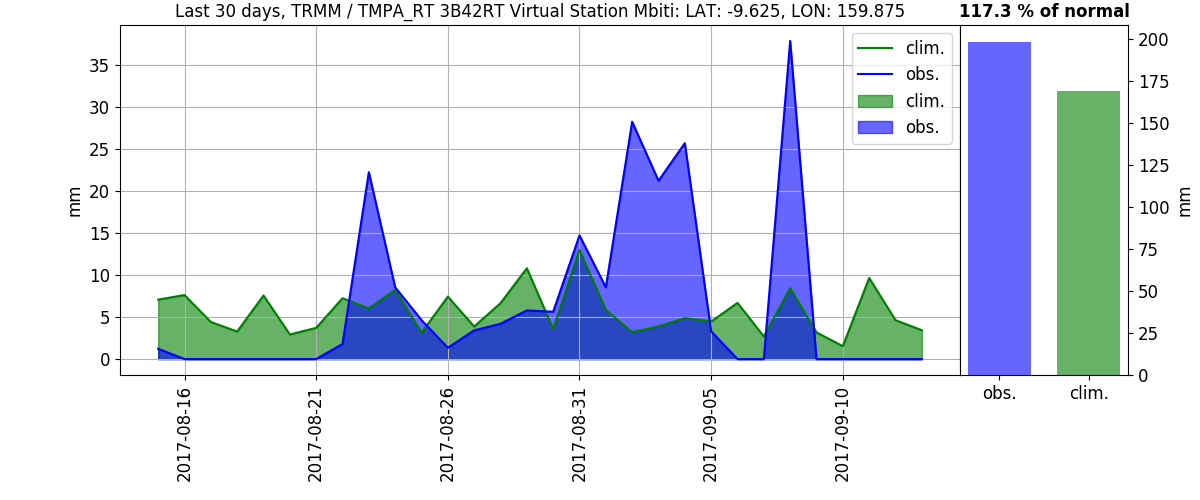 Last 30 days, TRMM / TMPA_RT 3B42RT Virtual Station Mbiti: LAT: -9.625, LON: 159.875
117.3 % of normal
clim.
obs.
clim.
obs.
mm
35
30
25
20
15
10
5
0
2017-08-16
2017-08-21
2017-08-26
2017-08-31
2017-09-05
2017-09-10
200
175
150
125
100
75
50
25
0
mm
obs.
clim.